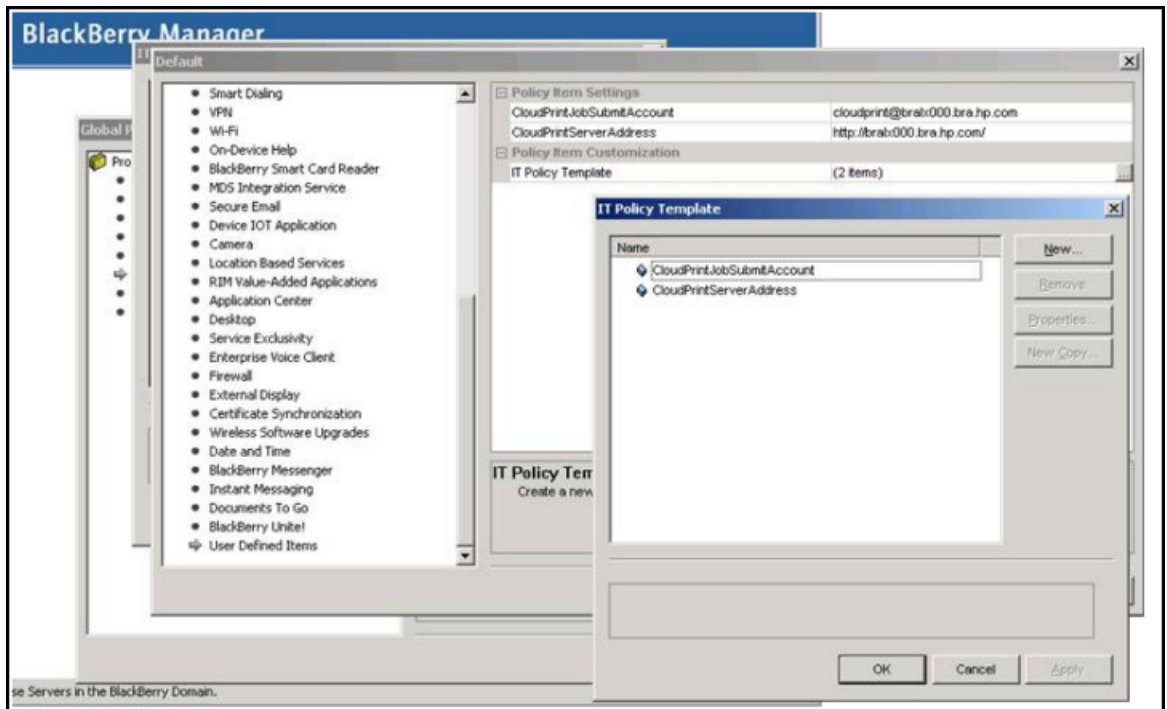 BlackBerry Manager
IT
Default
Global P
Pro
Smart Dialing
VPN
Wi-Fi
On-Device Help
BlackBerry Smart Card Reader
MDS Integration Service
Secure Email
Device IOT Application
Camera
Location Based Services
RIM Value-Added Applications
Application Center
Desktop
Service Exclusivity
Enterprise Voice Client
Firewall
External Display
Certificate Synchronization
Wireless Software Upgrades
Date and Time
BlackBerry Messenger
Instant Messaging
Documents To Go
BlackBerry Unite!
User Defined Items
Policy Item Settings
CloudPrintJobSubmitAccount cloudprint@bralx000.bra.hp.com
CloudPrintServerAddress http://bralx000.bra.hp.com/
Policy Item Customization
IT Policy Template (2 items) ...
IT Policy Tem
Create a new
IT Policy Template
Name
CloudPrintJobSubmitAccount
CloudPrintServerAddress
New...
Remove
Properties...
New Copy...
OK Cancel Apply
se Servers in the BlackBerry Domain.